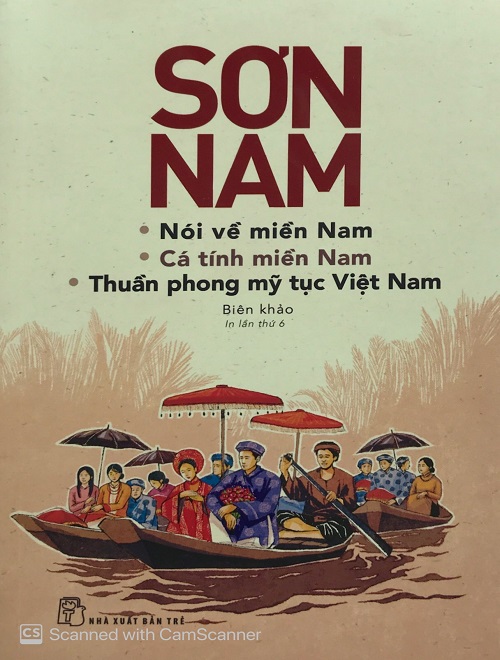 SƠN
NAM
• Nói về miền Nam
• Cá tính miền Nam
• Thuần phong mỹ tục Việt Nam
Biên khảo
In lần thứ 6
NHÀ XUẤT BẢN TRẺ
CS Scanned with CamScanner